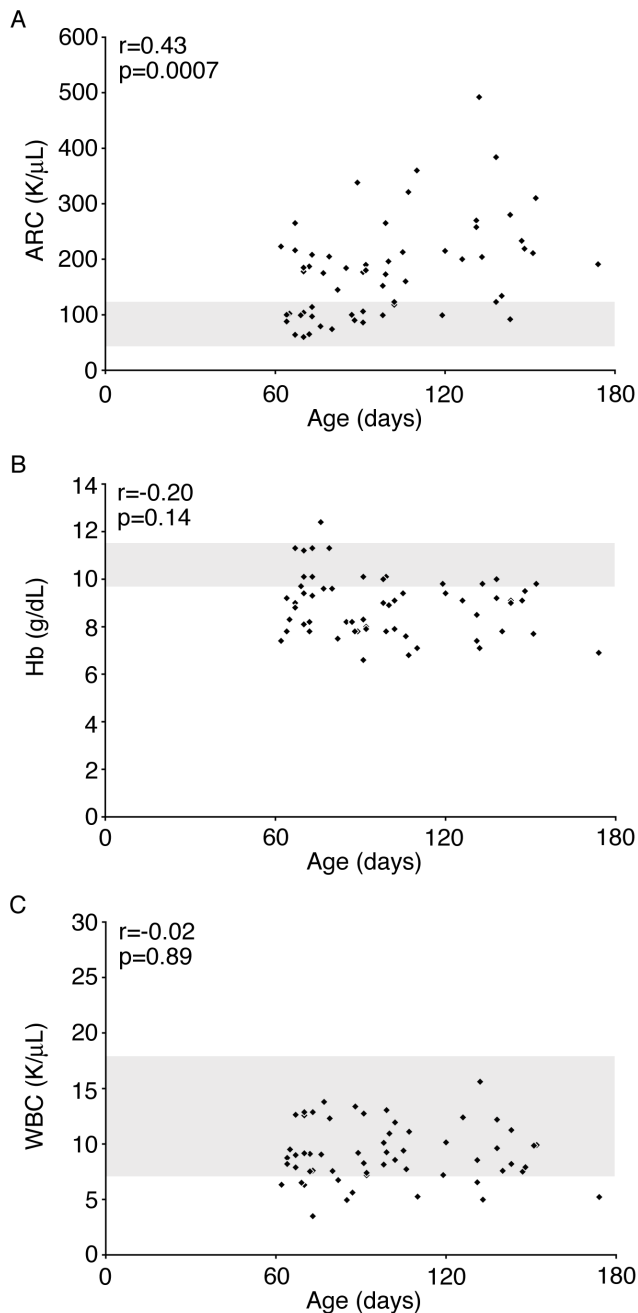 A
600
r=0.43
p=0.0007
500
400
300
200
100
0
ARC (K/μL)
0 60 120 180
Age (days)
B
14
r=-0.20
p=0.14
12
10
8
6
4
2
0
Hb (g/dL)
0 60 120 180
Age (days)
C
30
r=-0.02
p=0.89
25
20
15
10
5
0
WBC (K/μL)
0 60 120 180
Age (days)